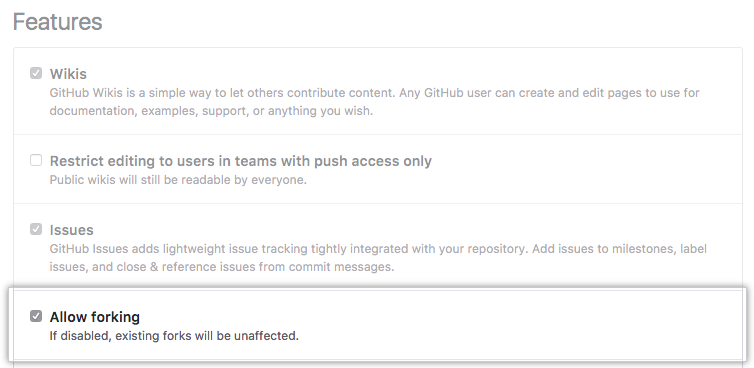 Features
Wikis
GitHub Wikis is a simple way to let others contribute content. Any GitHub user can create and edit pages to use for
documentation, examples, support, or anything you wish.
Restrict editing to users in teams with push access only
Public wikis will still be readable by everyone.
Issues
GitHub Issues adds lightweight issue tracking tightly integrated with your repository. Add issues to milestones, label
issues, and close & reference issues from commit messages.
Allow forking
If disabled, existing forks will be unaffected.